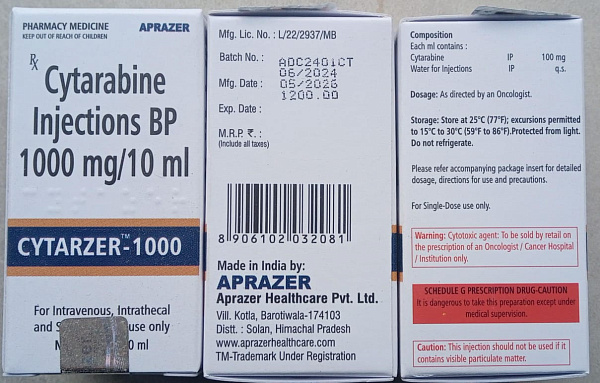 PHARMACY MEDICINE
KEEP OUT OF REACH OF CHILDREN
APRAZER
Rx
Cytarabine
Injections BP
1000 mg/10 ml
CYTARZER™-1000
For Intravenous, Intrathecal
and S use only
N 0 ml
Mfg. Lic. No. : L/22/2937/MB
Batch No. : ADC2401CT
Mfg. Date : 06/2024
05/2026
Exp. Date : 1200.00
M.R.P. ₹. :
(Include all taxes)
8 906102 032081
Made in India by:
APRAZER
Aprazer Healthcare Pvt. Ltd.
Vill. Kotla, Barotiwala-174103
Distt. : Solan, Himachal Pradesh
www.aprazerhealthcare.com
TM-Trademark Under Registration
Composition
Each ml contains :
Cytarabine IP 100 mg
Water for Injections IP q.s.
Dosage: As directed by an Oncologist.
Storage: Store at 25°C (77°F); excursions permitted
to 15°C to 30°C (59°F to 86°F).Protected from light.
Do not refrigerate.
Please refer accompanying package insert for detailed
dosage, directions for use and precautions.
For Single-Dose use only.
Warning: Cytotoxic agent: To be sold by retail on
the prescription of an Oncologist / Cancer Hospital
/ Institution only.
SCHEDULE G PRESCRIPTION DRUG-CAUTION
It is dangerous to take this preparation except under
medical supervision.
Caution: This injection should not be used if it
contains visible particulate matter.